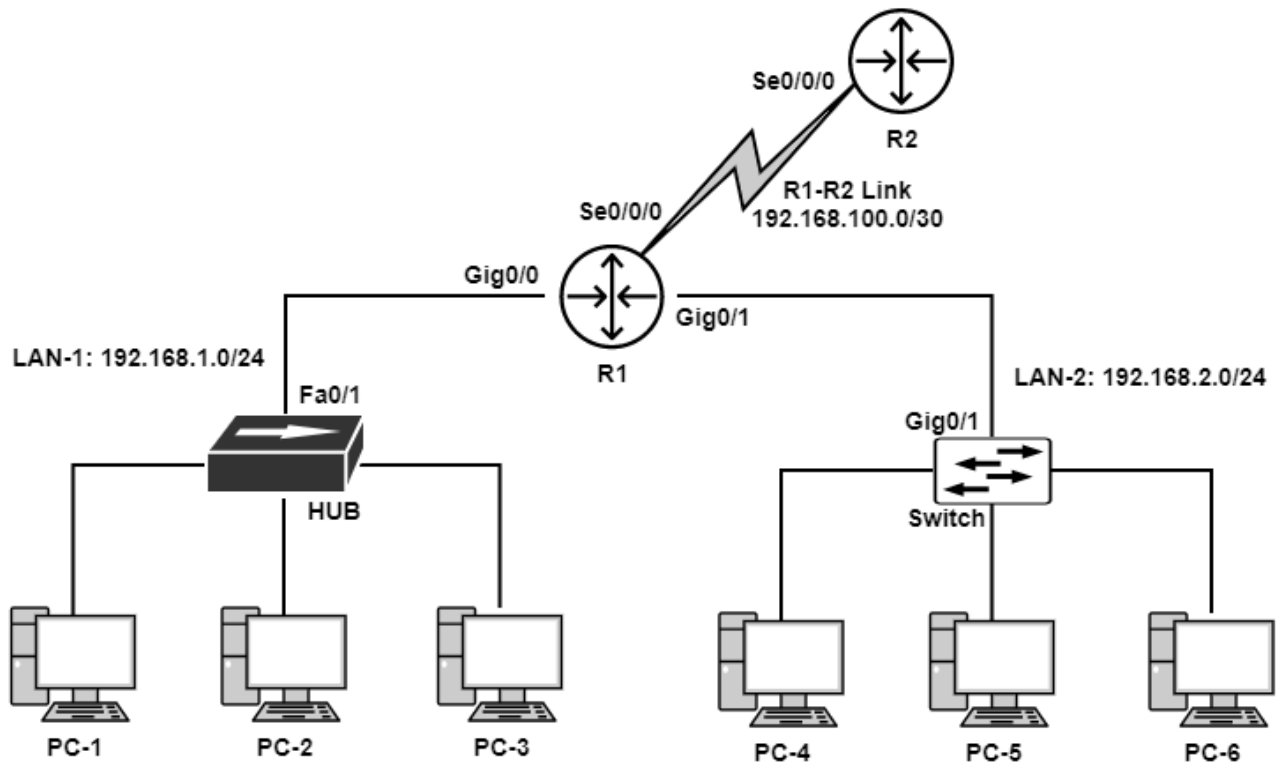 Se0/0/0
R2
R1-R2 Link
192.168.100.0/30
Se0/0/0
Gig0/0
Gig0/1
R1
LAN-1: 192.168.1.0/24
LAN-2: 192.168.2.0/24
Fa0/1
Gig0/1
HUB
Switch
PC-1
PC-2
PC-3
PC-4
PC-5
PC-6